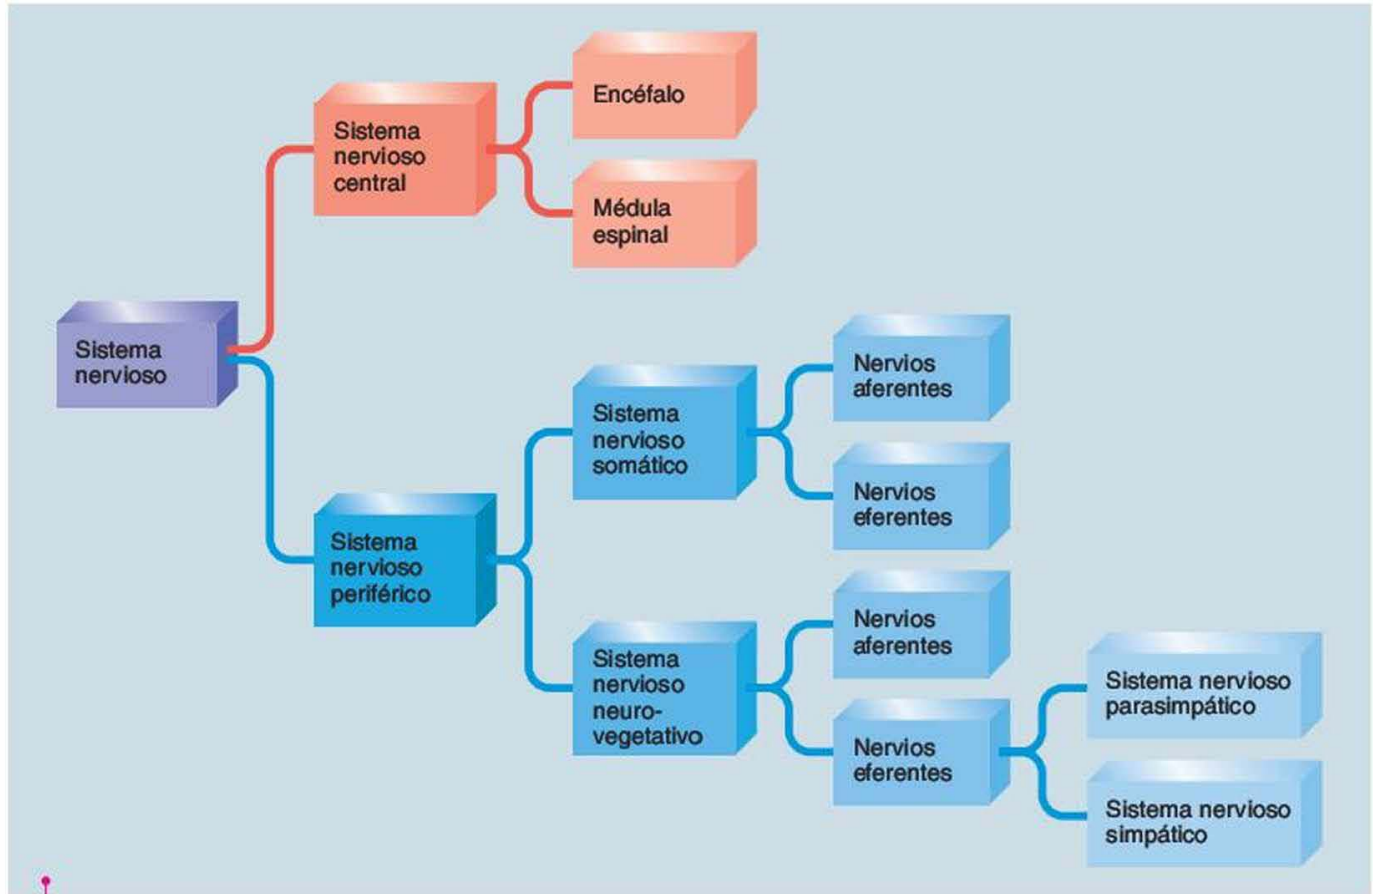 Encéfalo
Sistema
nervioso
central
Médula
espinal
Sistema
nervioso
Nervios
aferentes
Sistema
nervioso
somático
Nervios
eferentes
Sistema
nervioso
periférico
Nervios
aferentes
Sistema
nervioso
neuro-
vegetativo
Nervios
eferentes
Sistema nervioso
parasimpático
Sistema nervioso
simpático